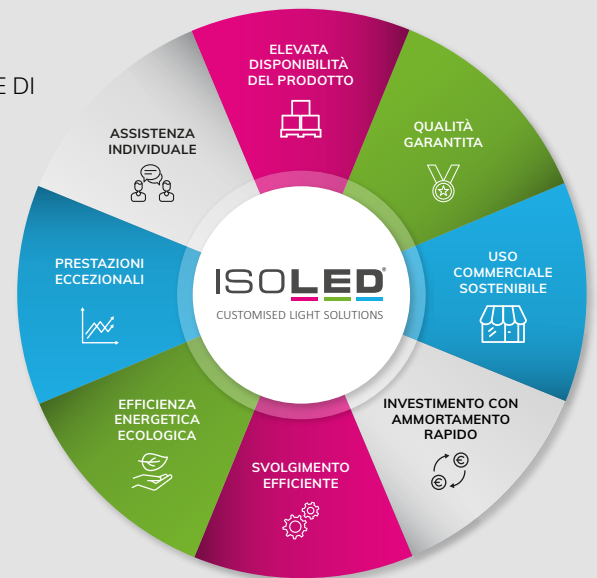 E DI
ELEVATA
DISPONIBILITÀ
DEL PRODOTTO
QUALITÀ
GARANTITA
USO
COMMERCIALE
SOSTENIBILE
INVESTIMENTO CON
AMMORTAMENTO
RAPIDO
SVOLGIMENTO
EFFICIENTE
EFFICIENZA
ENERGETICA
ECOLOGICA
PRESTAZIONI
ECCEZIONALI
ASSISTENZA
INDIVIDUALE
ISOLED®
CUSTOMISED LIGHT SOLUTIONS